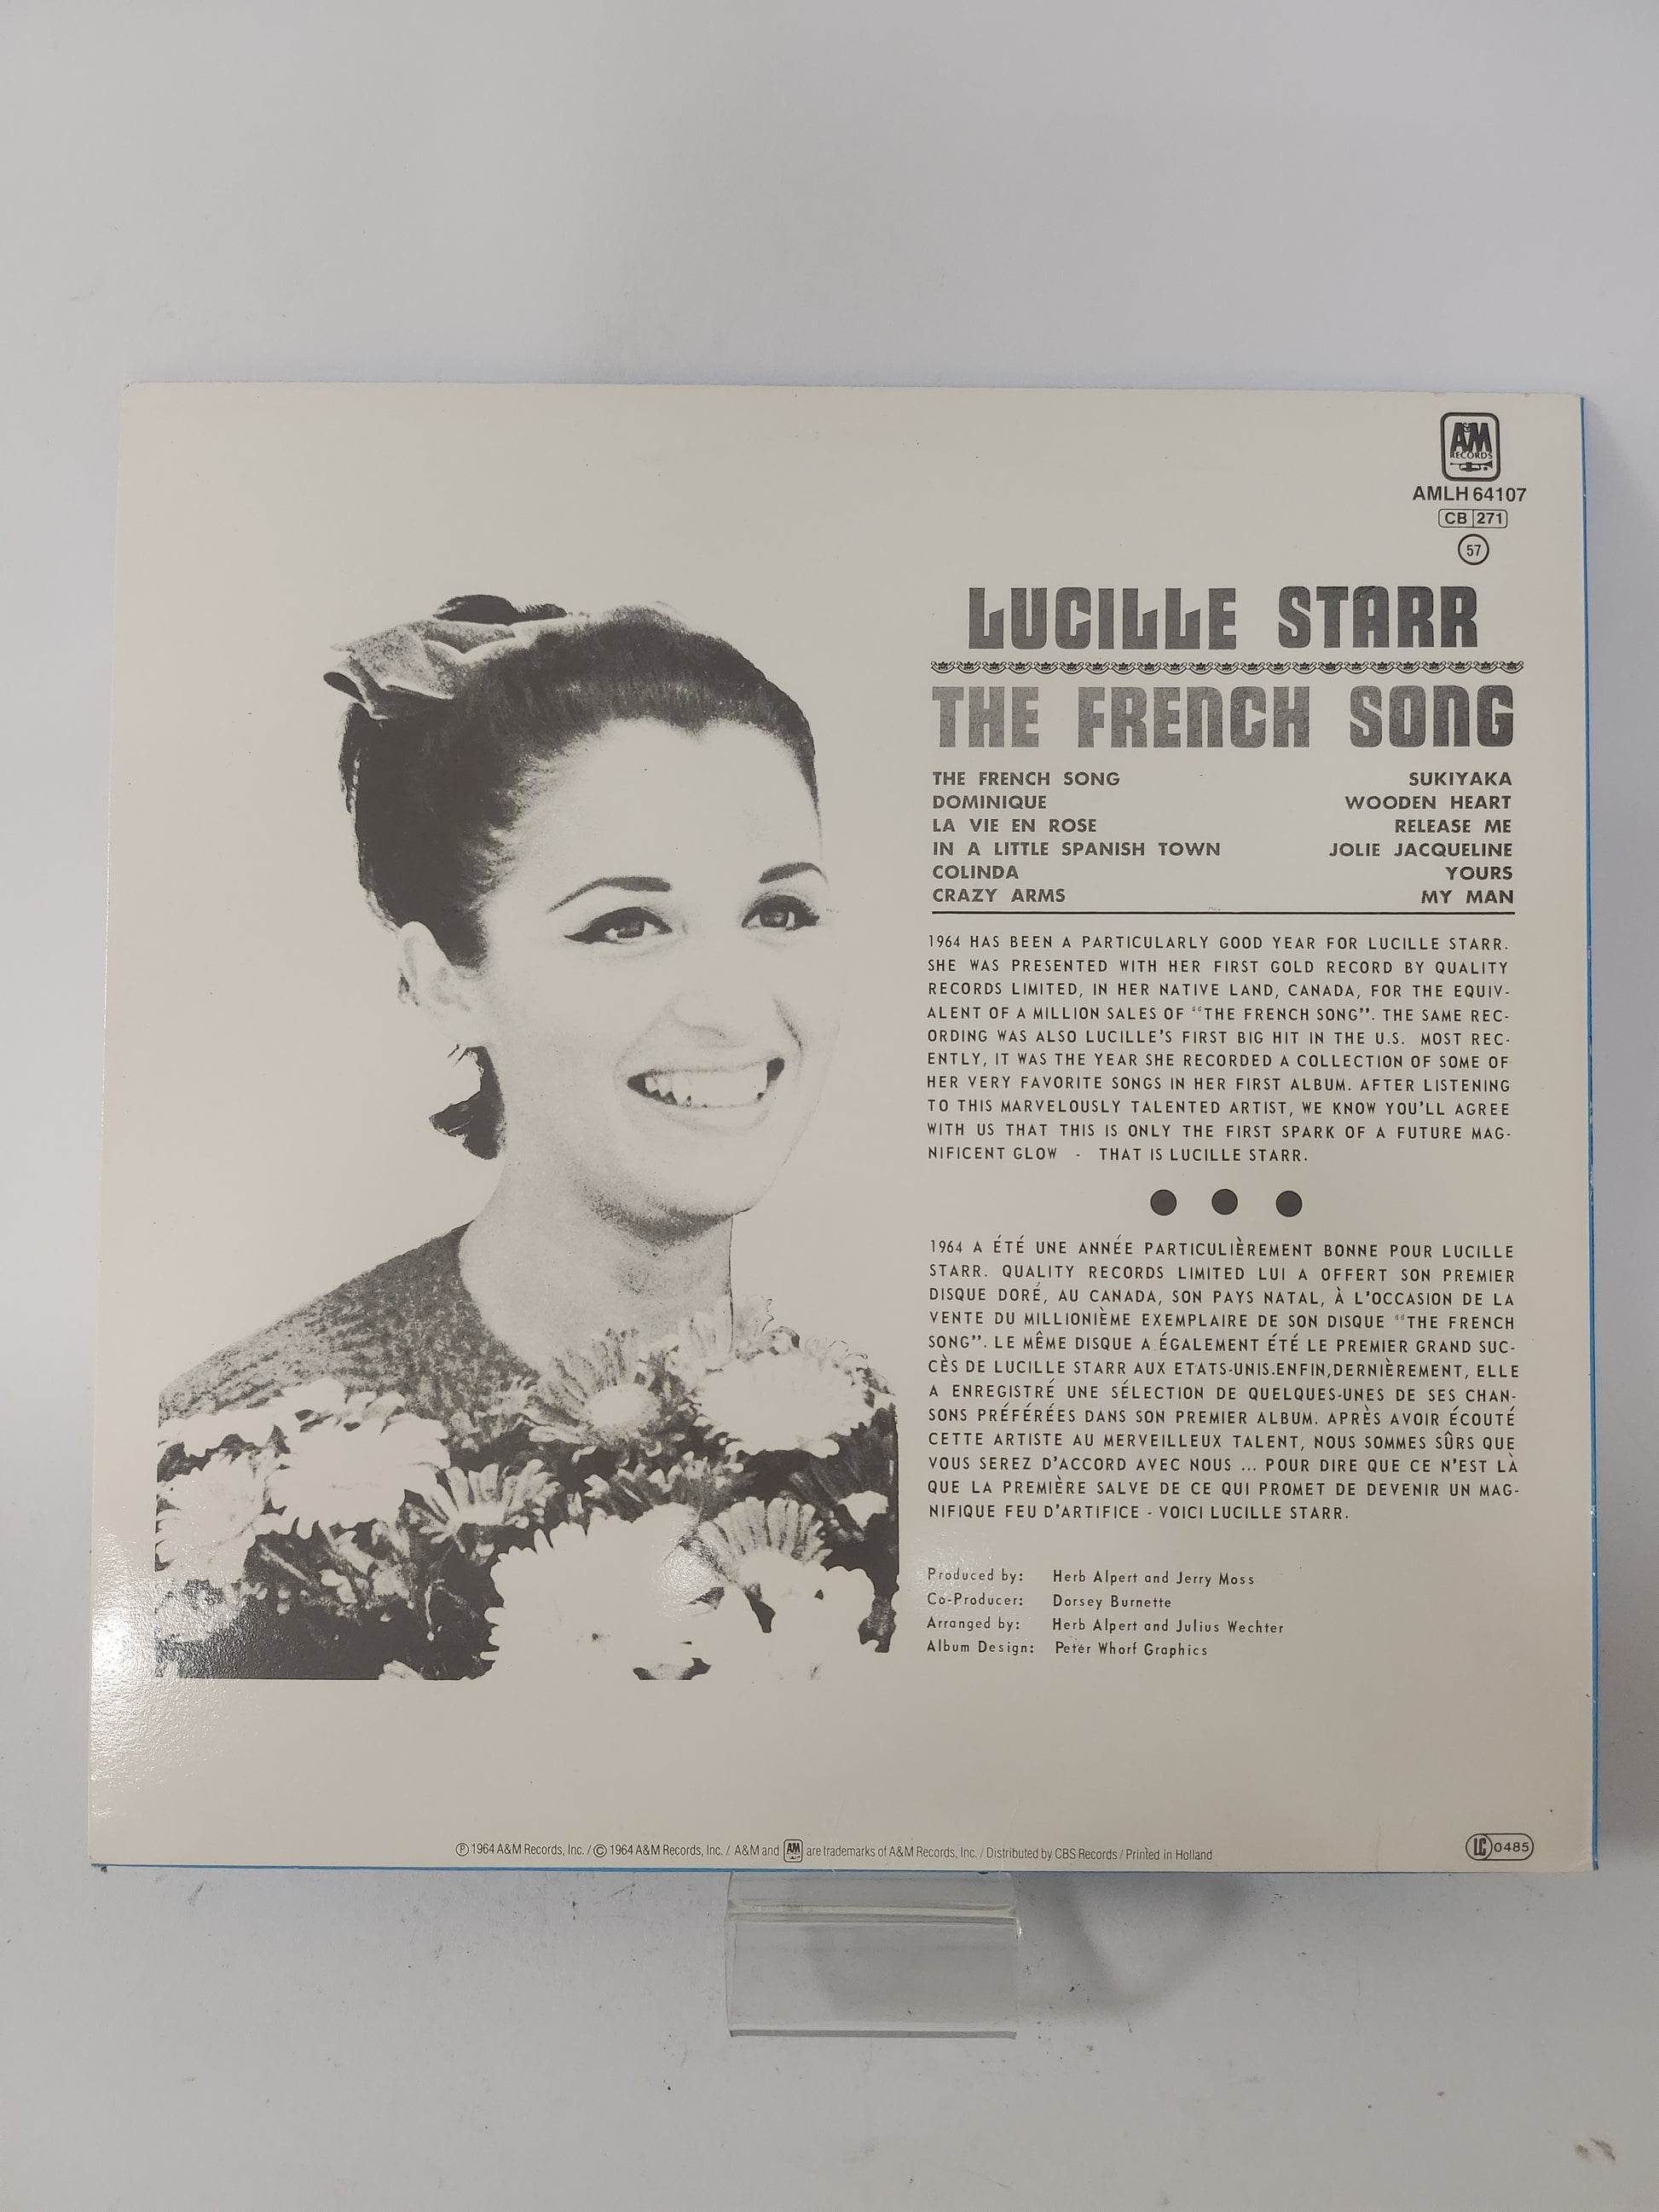 A&M
RECORDS
AMLH 64107
CB 271
57
LUCILLE STARR
THE FRENCH SONG
THE FRENCH SONG
DOMINIQUE
LA VIE EN ROSE
IN A LITTLE SPANISH TOWN
COLINDA
CRAZY ARMS
SUKIYAKA
WOODEN HEART
RELEASE ME
JOLIE JACQUELINE
YOURS
MY MAN
1964 HAS BEEN A PARTICULARLY GOOD YEAR FOR LUCILLE STARR.
SHE WAS PRESENTED WITH HER FIRST GOLD RECORD BY QUALITY
RECORDS LIMITED, IN HER NATIVE LAND, CANADA, FOR THE EQUIV-
ALENT OF A MILLION SALES OF “THE FRENCH SONG”. THE SAME REC-
ORDING WAS ALSO LUCILLE’S FIRST BIG HIT IN THE U.S. MOST REC-
ENTLY, IT WAS THE YEAR SHE RECORDED A COLLECTION OF SOME OF
HER VERY FAVORITE SONGS IN HER FIRST ALBUM. AFTER LISTENING
TO THIS MARVELOUSLY TALENTED ARTIST, WE KNOW YOU’LL AGREE
WITH US THAT THIS IS ONLY THE FIRST SPARK OF A FUTURE MAG-
NIFICENT GLOW - THAT IS LUCILLE STARR.
1964 A ÉTÉ UNE ANNÉE PARTICULIÈREMENT BONNE POUR LUCILLE
STARR. QUALITY RECORDS LIMITED LUI A OFFERT SON PREMIER
DISQUE DORÉ, AU CANADA, SON PAYS NATAL, À L’OCCASION DE LA
VENTE DU MILLIONIÈME EXEMPLAIRE DE SON DISQUE “THE FRENCH
SONG”. LE MÊME DISQUE A ÉGALEMENT ÉTÉ LE PREMIER GRAND SUC-
CÈS DE LUCILLE STARR AUX ETATS-UNIS.ENFIN,DERNIÈREMENT, ELLE
A ENREGISTRÉ UNE SÉLECTION DE QUELQUES-UNES DE SES CHAN-
SONS PRÉFÉRÉES DANS SON PREMIER ALBUM. APRÈS AVOIR ÉCOUTÉ
CETTE ARTISTE AU MERVEILLEUX TALENT, NOUS SOMMES SÛRS QUE
VOUS SEREZ D’ACCORD AVEC NOUS ... POUR DIRE QUE CE N’EST LÀ
QUE LA PREMIÈRE SALVE DE CE QUI PROMET DE DEVENIR UN MAG-
NIFIQUE FEU D’ARTIFICE - VOICI LUCILLE STARR.
Produced by: Herb Alpert and Jerry Moss
Co-Producer: Dorsey Burnette
Arranged by: Herb Alpert and Julius Wechter
Album Design: Peter Whorf Graphics
℗ 1964 A&M Records, Inc. / © 1964 A&M Records, Inc. / A&M and AM are trademarks of A&M Records, Inc. / Distributed by CBS Records / Printed in Holland
LC 0485